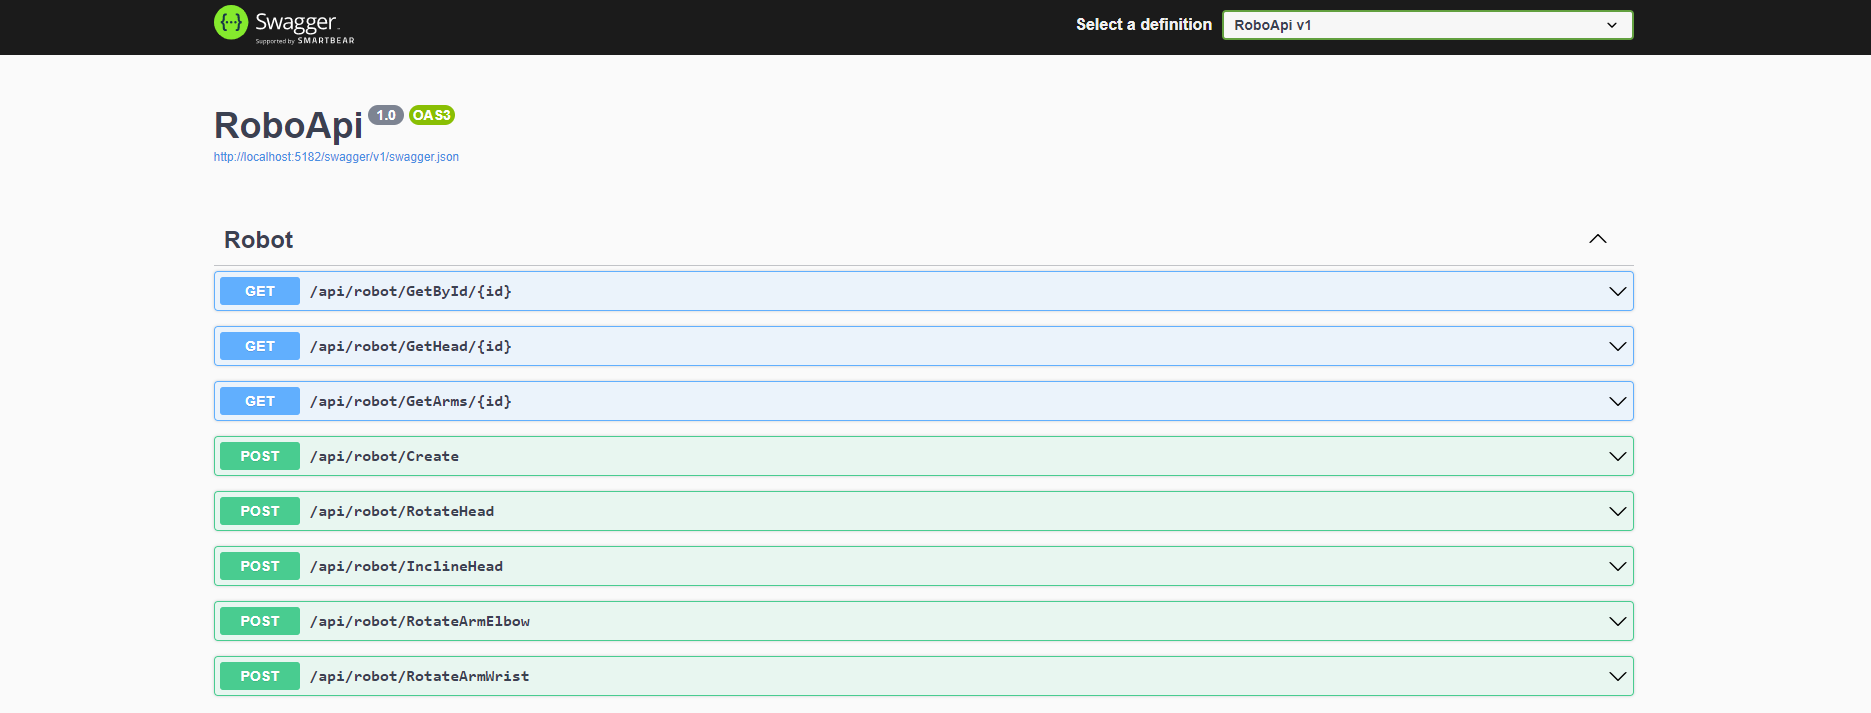 Swagger.
Supported by SMARTBEAR
Select a definition
RoboApi v1
RoboApi 1.0 OAS3
http://localhost:5182/swagger/v1/swagger.json
Robot
GET /api/robot/GetById/{id}
GET /api/robot/GetHead/{id}
GET /api/robot/GetArms/{id}
POST /api/robot/Create
POST /api/robot/RotateHead
POST /api/robot/InclineHead
POST /api/robot/RotateArmElbow
POST /api/robot/RotateArmWrist